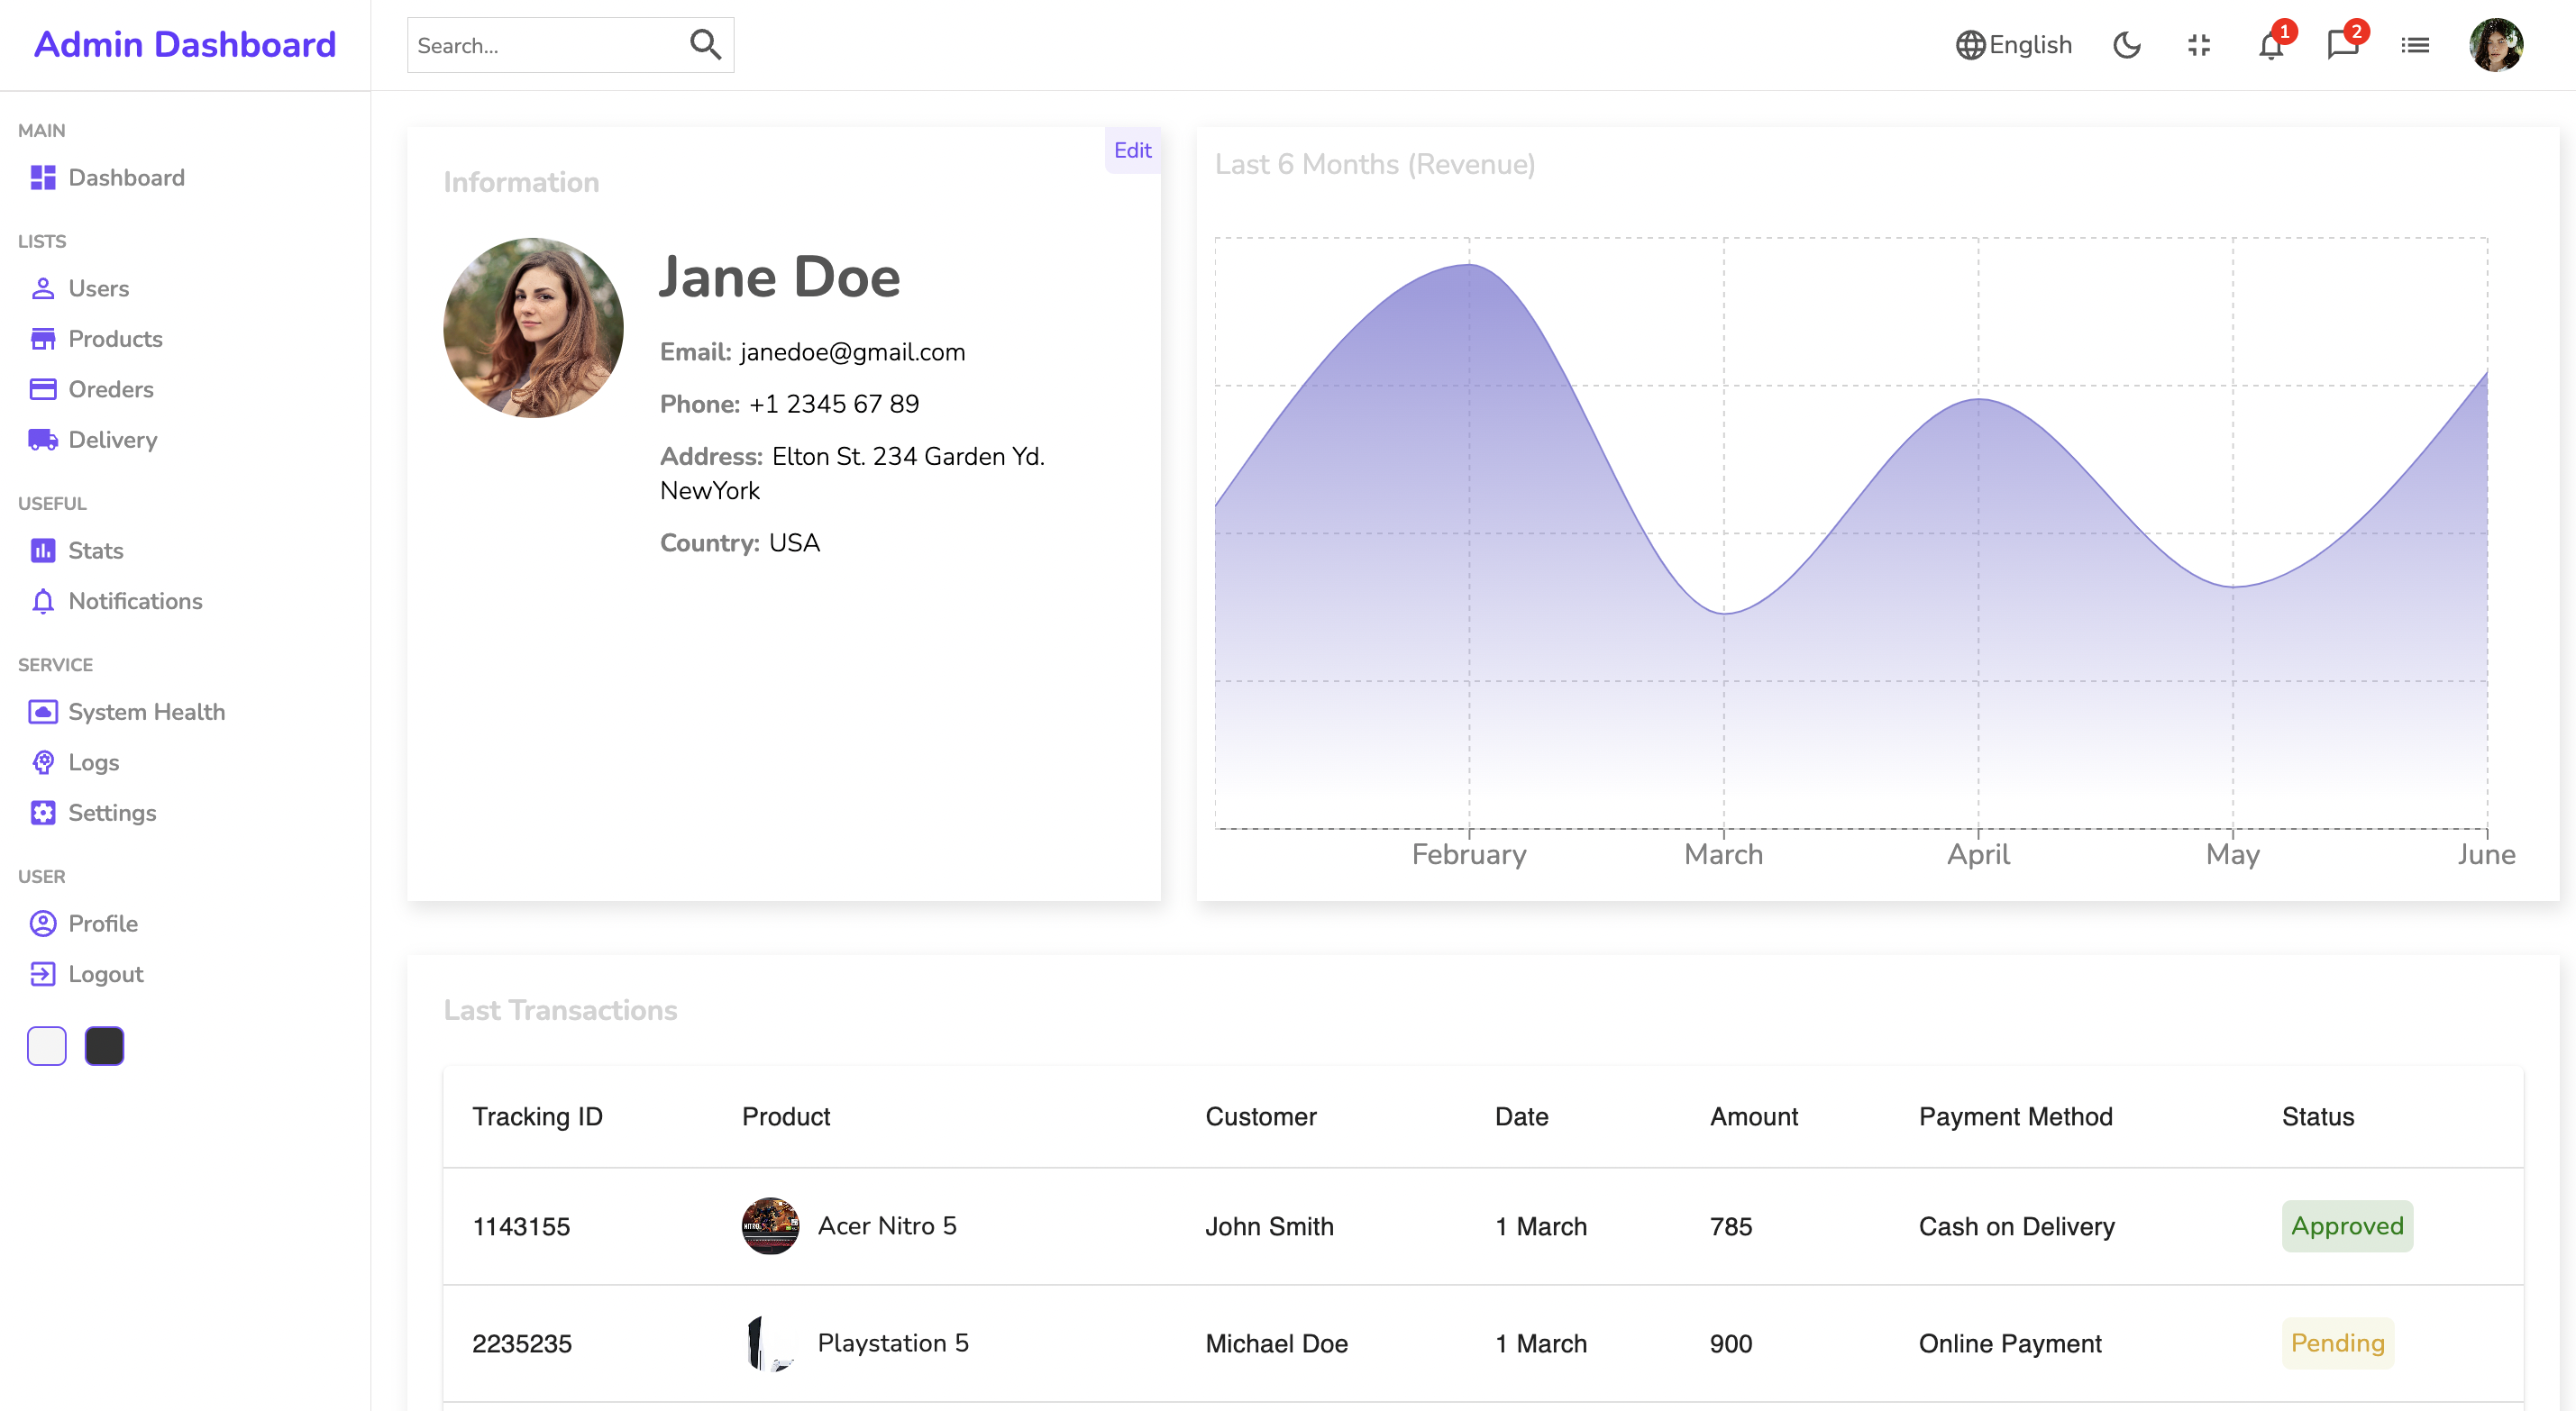 Admin Dashboard
Search...
English
1
2
MAIN
Dashboard
LISTS
Users
Products
Oreders
Delivery
USEFUL
Stats
Notifications
SERVICE
System Health
Logs
Settings
USER
Profile
Logout
Edit
Information
Jane Doe
Email: janedoe@gmail.com
Phone: +1 2345 67 89
Address: Elton St. 234 Garden Yd.
NewYork
Country: USA
Last 6 Months (Revenue)
February March April May June
Last Transactions
Tracking ID Product Customer Date Amount Payment Method Status
1143155 Acer Nitro 5 John Smith 1 March 785 Cash on Delivery Approved
2235235 Playstation 5 Michael Doe 1 March 900 Online Payment Pending